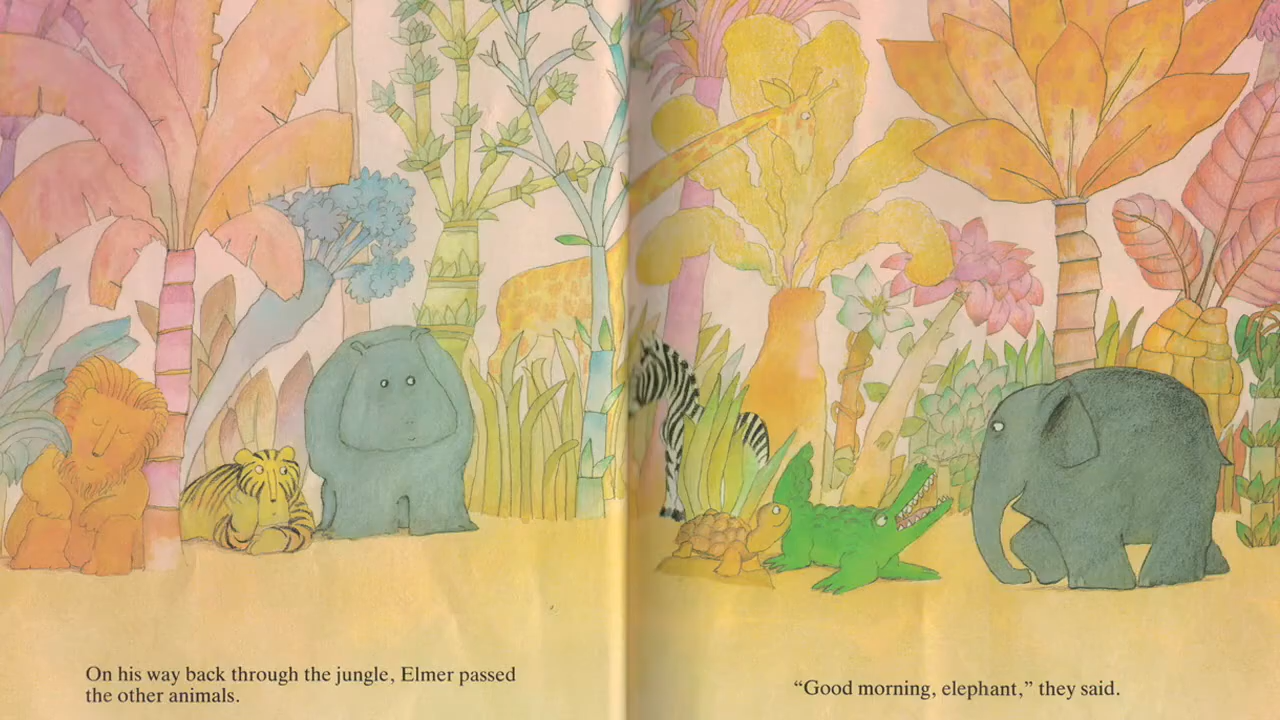 On his way back through the jungle, Elmer passed
the other animals.
“Good morning, elephant,” they said.